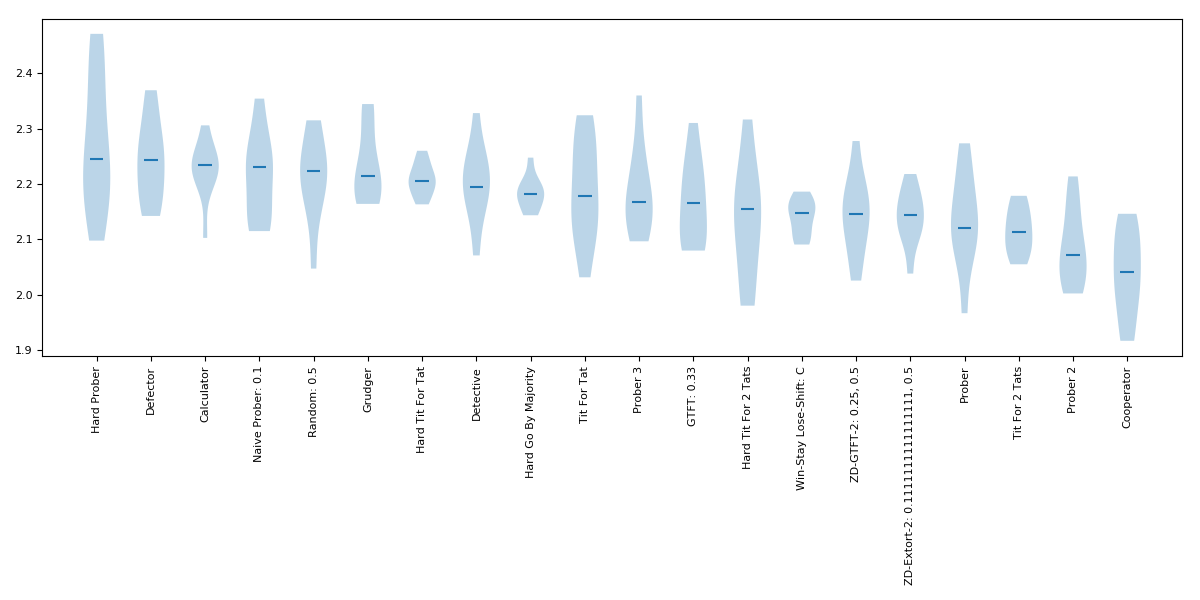 2.4
2.3
2.2
2.1
2.0
1.9
Hard Prober
Defector
Calculator
Naive Prober: 0.1
Random: 0.5
Grudger
Hard Tit For Tat
Detective
Hard Go By Majority
Tit For Tat
Prober 3
GTFT: 0.33
Hard Tit For 2 Tats
Win-Stay Lose-Shift: C
ZD-GTFT-2: 0.25, 0.5
ZD-Extort-2: 0.1111111111111111, 0.5
Prober
Tit For 2 Tats
Prober 2
Cooperator